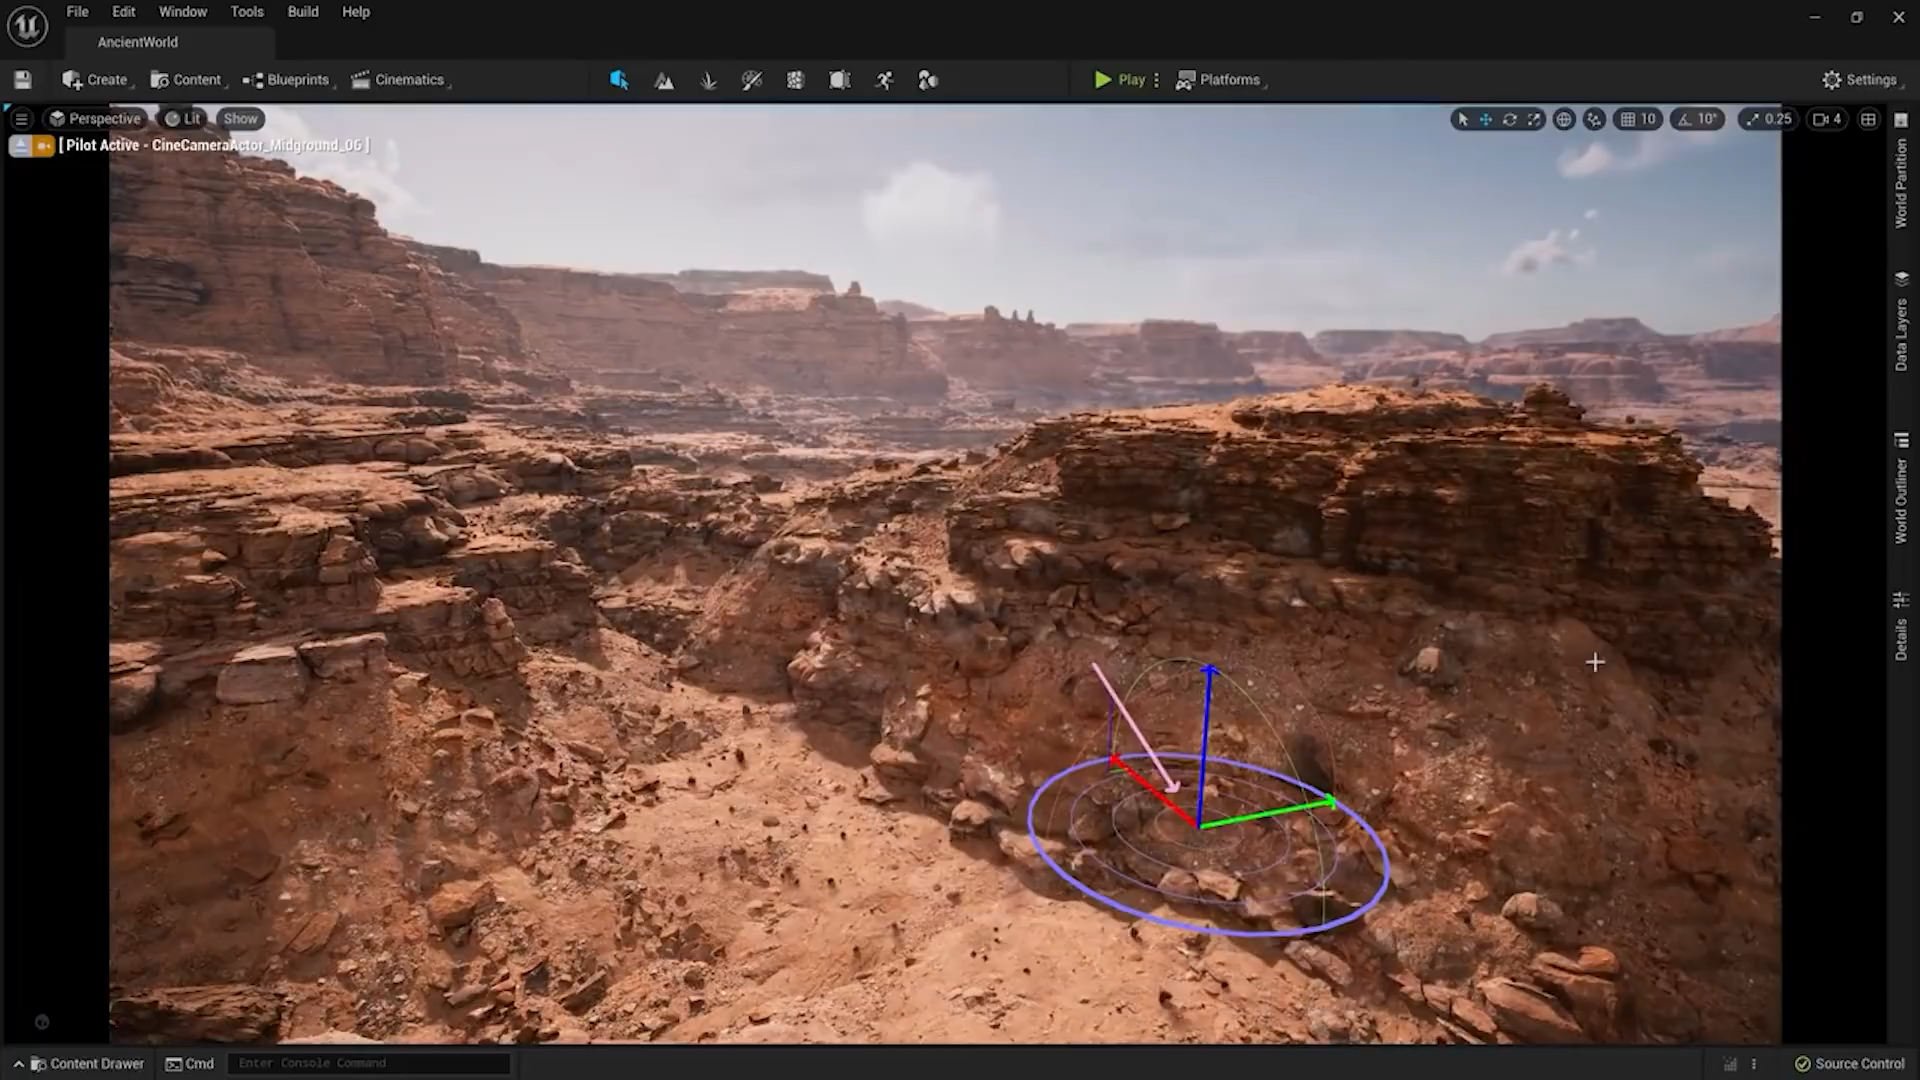 File Edit Window Tools Build Help
AncientWorld
Create Content Blueprints Cinematics Play Platforms Settings
Perspective Lit Show 10 10° 0.25 4
[ Pilot Active - CineCameraActor_Midground_06 ]
World Partition
Data Layers
World Outliner
Details
Content Drawer Cmd Enter Console Command Source Control